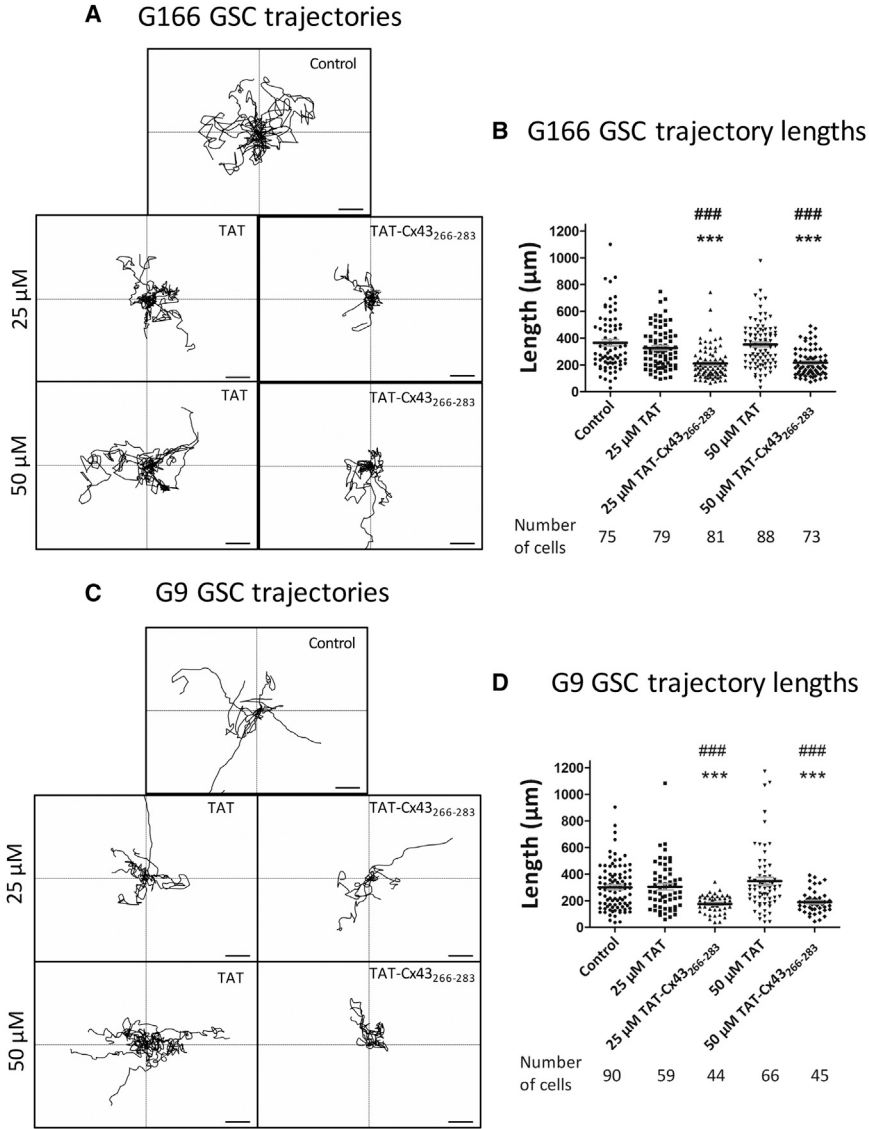 A G166 GSC trajectories
Control
25 µM
TAT
TAT-Cx43266-283
50 µM
TAT
TAT-Cx43266-283
B G166 GSC trajectory lengths
### ###
*** ***
Length (µm)
1200
1000
800
600
400
200
0
Control
25 µM TAT
25 µM TAT-Cx43266-283
50 µM TAT
50 µM TAT-Cx43266-283
Number
of cells
75 79 81 88 73
C G9 GSC trajectories
Control
25 µM
TAT
TAT-Cx43266-283
50 µM
TAT
TAT-Cx43266-283
D G9 GSC trajectory lengths
### ###
*** ***
Length (µm)
1200
1000
800
600
400
200
0
Control
25 µM TAT
25 µM TAT-Cx43266-283
50 µM TAT
50 µM TAT-Cx43266-283
Number
of cells
90 59 44 66 45